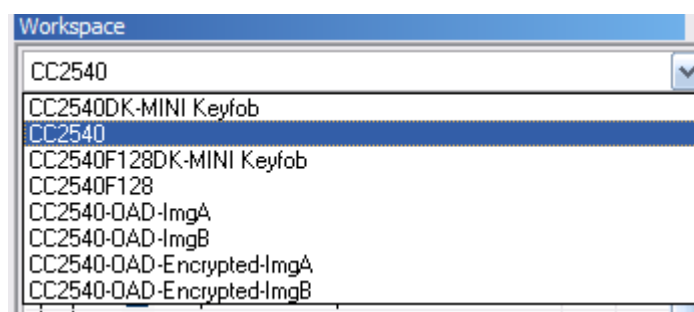 Workspace
CC2540
CC2540DK-MINI Keyfob
CC2540
CC2540F128DK-MINI Keyfob
CC2540F128
CC2540-OAD-ImgA
CC2540-OAD-ImgB
CC2540-OAD-Encrypted-ImgA
CC2540-OAD-Encrypted-ImgB